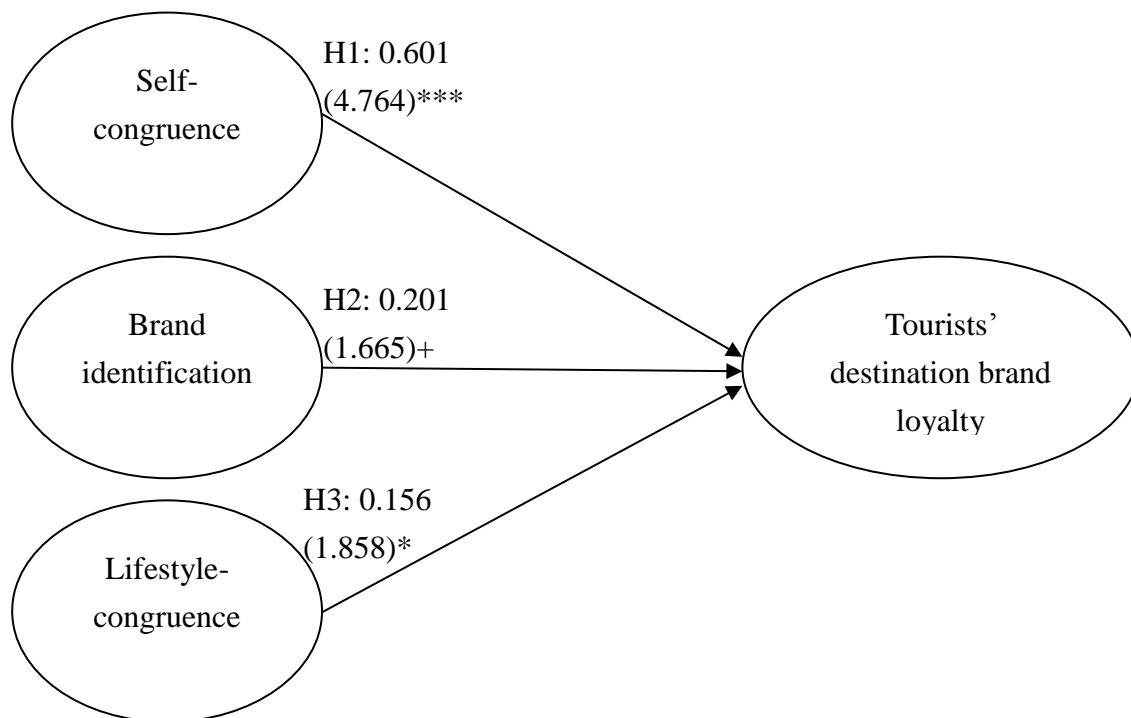 Self-
congruence
H1: 0.601
(4.764)***
Brand
identification
H2: 0.201
(1.665)+
Lifestyle-
congruence
H3: 0.156
(1.858)*
Tourists’
destination brand
loyalty